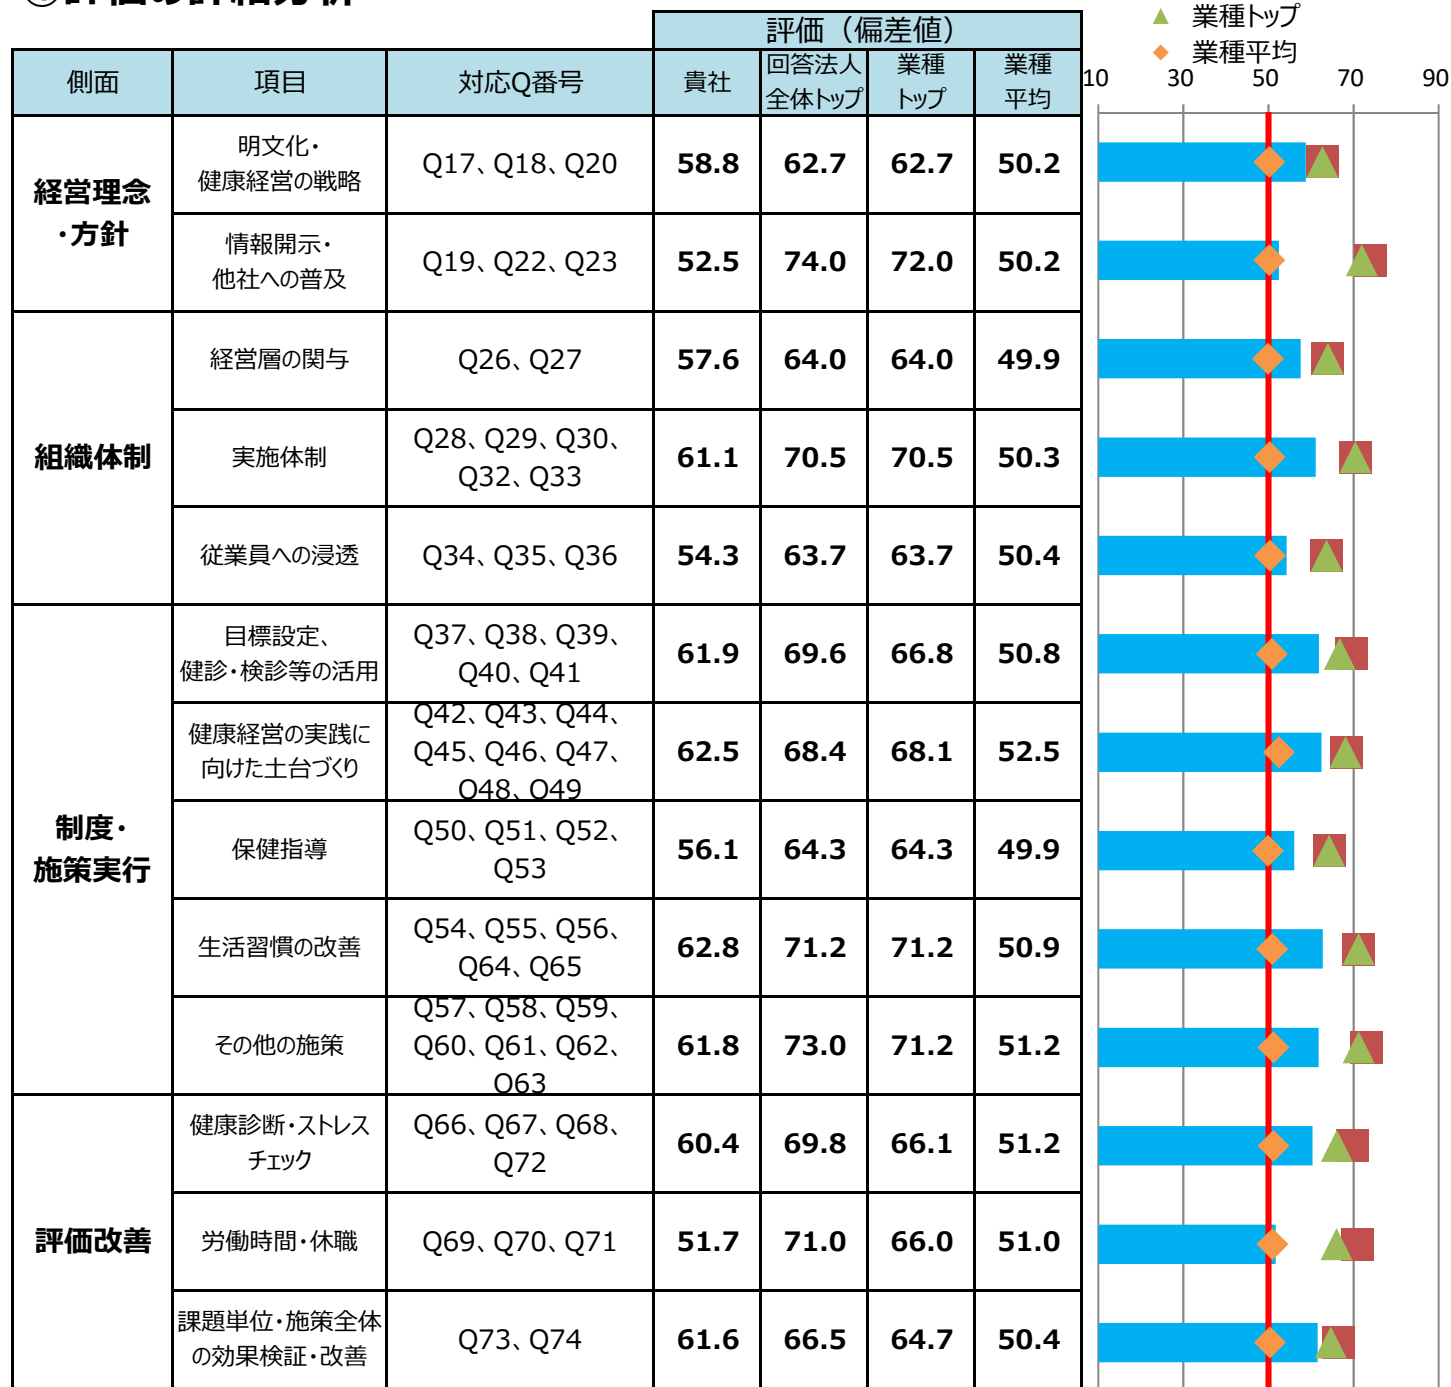 ▲ 業種トップ
◆ 業種平均
評価（偏差値）
側面 項目 対応Q番号 貴社 回答法人 業種 業種
全体トップ トップ 平均
10 30 50 70 90
経営理念
・方針
明文化・
健康経営の戦略
Q17、Q18、Q20 58.8 62.7 62.7 50.2
情報開示・
他社への普及
Q19、Q22、Q23 52.5 74.0 72.0 50.2
組織体制
経営層の関与 Q26、Q27 57.6 64.0 64.0 49.9
実施体制
Q28、Q29、Q30、
Q32、Q33
61.1 70.5 70.5 50.3
従業員への浸透 Q34、Q35、Q36 54.3 63.7 63.7 50.4
制度・
施策実行
目標設定、
健診・検診等の活用
Q37、Q38、Q39、
Q40、Q41
61.9 69.6 66.8 50.8
健康経営の実践に
向けた土台づくり
Q42、Q43、Q44、
Q45、Q46、Q47、
Q48、Q49
62.5 68.4 68.1 52.5
保健指導
Q50、Q51、Q52、
Q53
56.1 64.3 64.3 49.9
生活習慣の改善
Q54、Q55、Q56、
Q64、Q65
62.8 71.2 71.2 50.9
その他の施策
Q57、Q58、Q59、
Q60、Q61、Q62、
Q63
61.8 73.0 71.2 51.2
評価改善
健康診断・ストレス
チェック
Q66、Q67、Q68、
Q72
60.4 69.8 66.1 51.2
労働時間・休職 Q69、Q70、Q71 51.7 71.0 66.0 51.0
課題単位・施策全体
の効果検証・改善
Q73、Q74 61.6 66.5 64.7 50.4